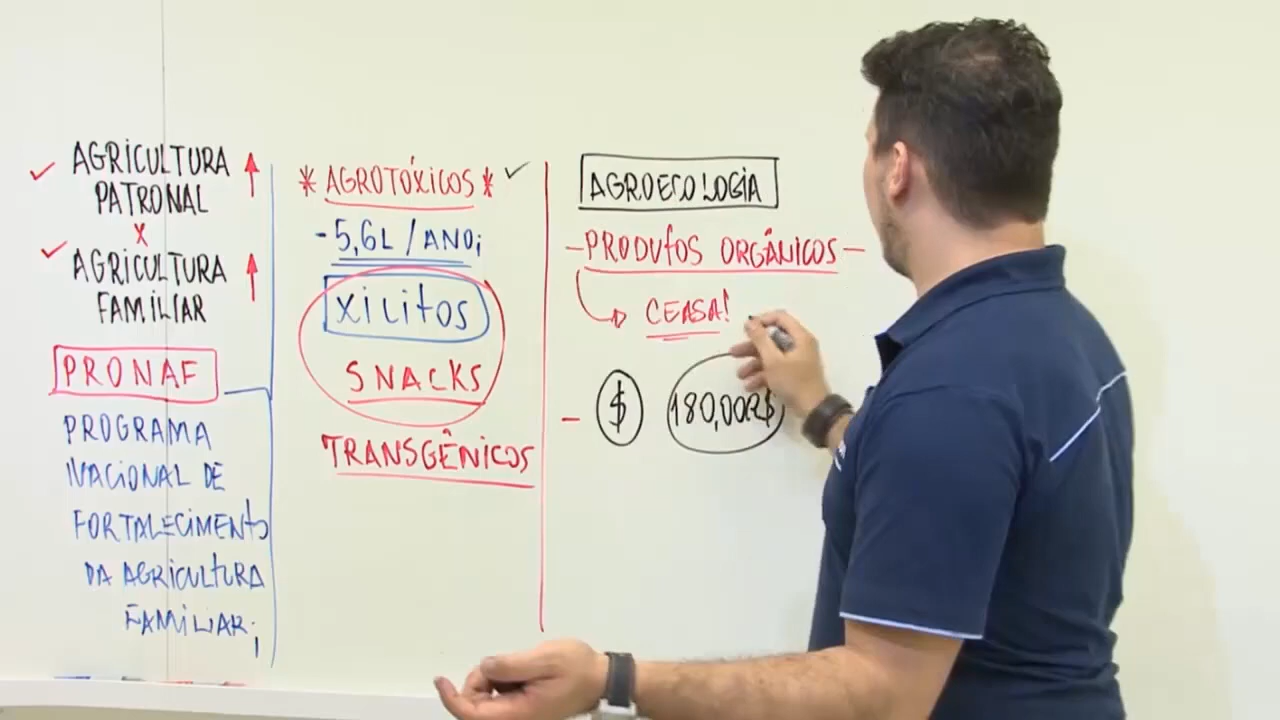 AGRICULTURA
PATRONAL
X
AGRICULTURA
FAMILIAR
PRONAF
PROGRAMA
NACIONAL DE
FORTALECIMENTO
DA AGRICULTURA
FAMILIAR;
* AGROTÓXICOS *
- 5,6L / ANO;
XILITOS
SNACKS
TRANSGÊNICOS
AGROECOLOGIA
- PRODUTOS ORGÂNICOS -
CEASA!
- $ 180,00R$